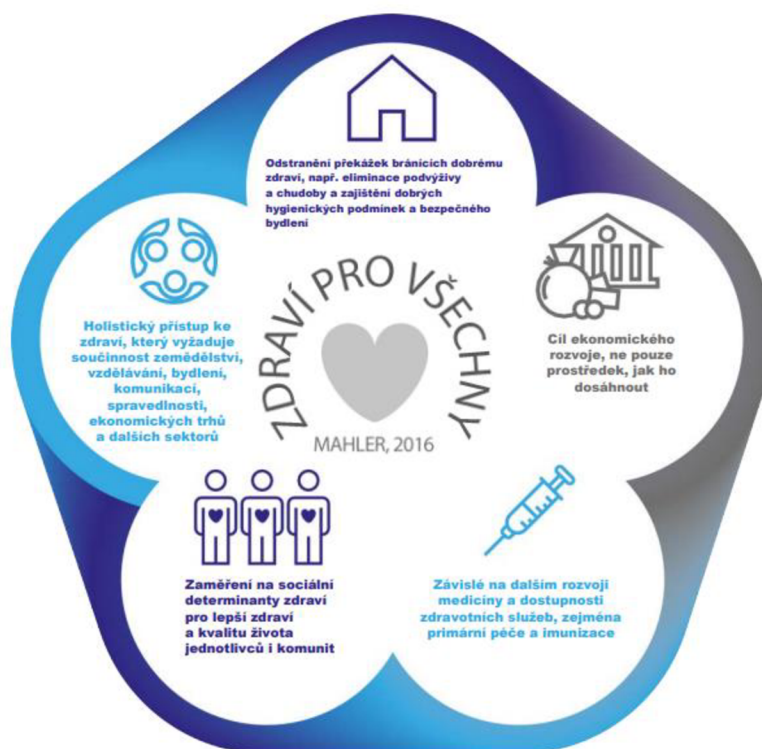 Odstranění překážek bránících dobrému
zdraví, např. eliminace podvýživy
a chudoby a zajištění dobrých
hygienických podmínek a bezpečného
bydlení
Holistický přístup ke
zdraví, který vyžaduje
součinnost zemědělství,
vzdělávání, bydlení,
komunikací,
spravedlnosti,
ekonomických trhů
a dalších sektorů
ZDRAVÍ PRO VŠECHNY
MAHLER, 2016
Cíl ekonomického
rozvoje, ne pouze
prostředek, jak ho
dosáhnout
Zaměření na sociální
determinanty zdraví
pro lepší zdraví
a kvalitu života
jednotlivců i komunit
Závislé na dalším rozvoji
medicíny a dostupnosti
zdravotních služeb, zejména
primární péče a imunizace